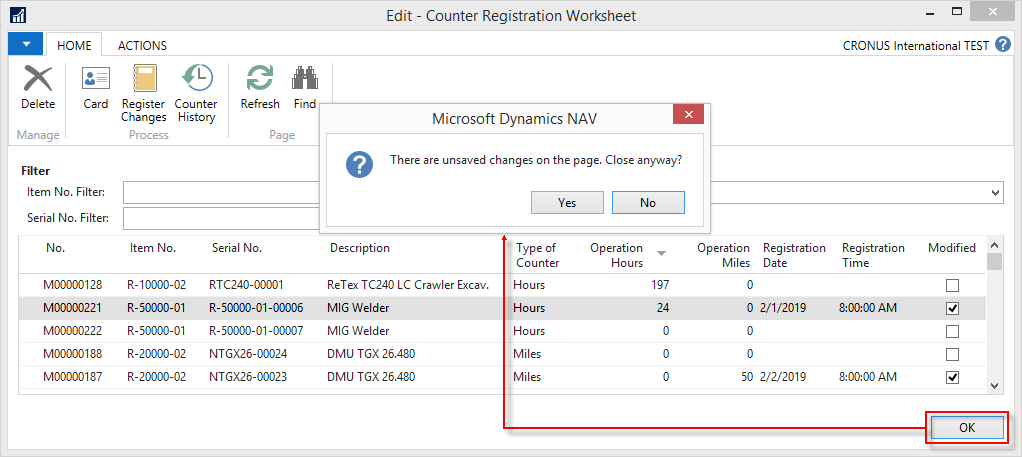 Edit - Counter Registration Worksheet
HOME ACTIONS CRONUS International TEST ?
Delete Card Register Changes Counter History Refresh Find
Manage Process Page
Microsoft Dynamics NAV
There are unsaved changes on the page. Close anyway?
Yes No
Filter
Item No. Filter:
Serial No. Filter:
No. Item No. Serial No. Description Type of Counter Operation Hours Operation Miles Registration Date Registration Time Modified
M00000128 R-10000-02 RTC240-00001 ReTex TC240 LC Crawler Excav. Hours 197 0
M00000221 R-50000-01 R-50000-01-00006 MIG Welder Hours 24 0 2/1/2019 8:00:00 AM
M00000222 R-50000-01 R-50000-01-00007 MIG Welder Hours 0 0
M00000188 R-20000-02 NTGX26-00024 DMU TGX 26.480 Miles 0 0
M00000187 R-20000-02 NTGX26-00023 DMU TGX 26.480 Miles 0 50 2/2/2019 8:00:00 AM
OK